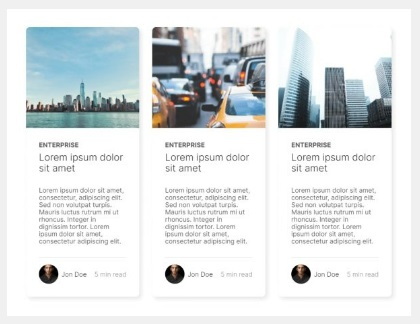 ENTERPRISE
Lorem ipsum dolor
sit amet
Lorem ipsum dolor sit amet,
consectetur, adipiscing elit.
Sed non volutpat turpis.
Mauris luctus rutrum mi ut
rhoncus. Integer in
dignissim tortor. Lorem
ipsum dolor sit amet,
consectetur adipiscing elit.
Jon Doe 5 min read
ENTERPRISE
Lorem ipsum dolor
sit amet
Lorem ipsum dolor sit amet,
consectetur, adipiscing elit.
Sed non volutpat turpis.
Mauris luctus rutrum mi ut
rhoncus. Integer in
dignissim tortor. Lorem
ipsum dolor sit amet,
consectetur adipiscing elit.
Jon Doe 5 min read
ENTERPRISE
Lorem ipsum dolor
sit amet
Lorem ipsum dolor sit amet,
consectetur, adipiscing elit.
Sed non volutpat turpis.
Mauris luctus rutrum mi ut
rhoncus. Integer in
dignissim tortor. Lorem
ipsum dolor sit amet,
consectetur adipiscing elit.
Jon Doe 5 min read